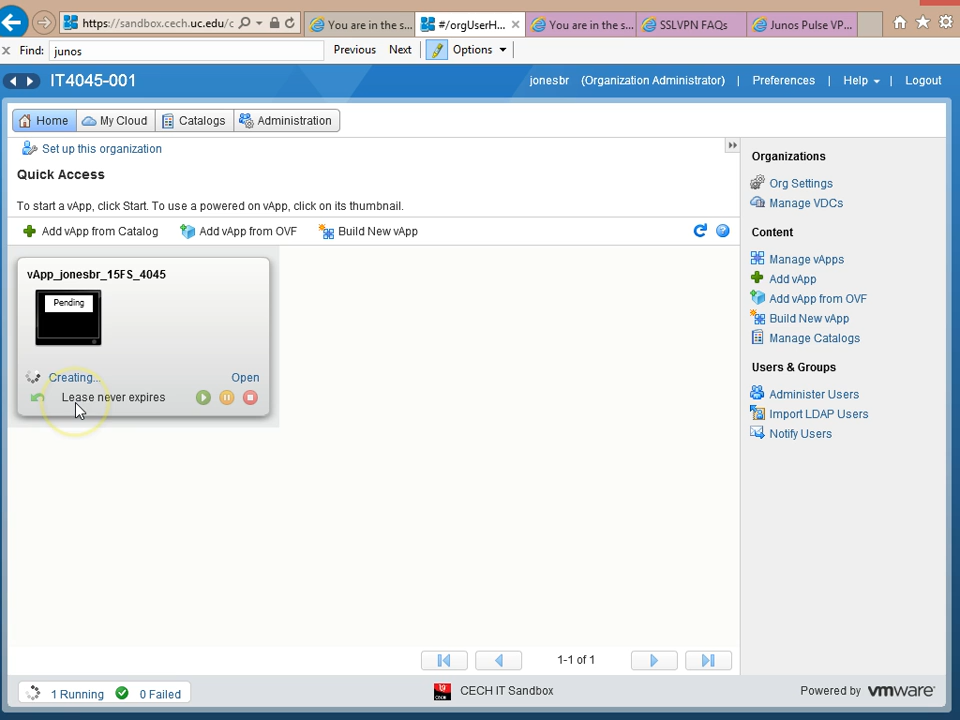 https://sandbox.cech.uc.edu/c
You are in the s...
#/orgUserH...
You are in the s...
SSLVPN FAQs
Junos Pulse VP...
Find: junos
Previous Next Options
IT4045-001
jonesbr (Organization Administrator) | Preferences | Help | Logout
Home My Cloud Catalogs Administration
Set up this organization
Quick Access
To start a vApp, click Start. To use a powered on vApp, click on its thumbnail.
Add vApp from Catalog Add vApp from OVF Build New vApp
vApp_jonesbr_15FS_4045
Pending
Creating... Open
Lease never expires
1-1 of 1
Organizations
Org Settings
Manage VDCs
Content
Manage vApps
Add vApp
Add vApp from OVF
Build New vApp
Manage Catalogs
Users & Groups
Administer Users
Import LDAP Users
Notify Users
1 Running 0 Failed
CECH IT Sandbox
Powered by vmware